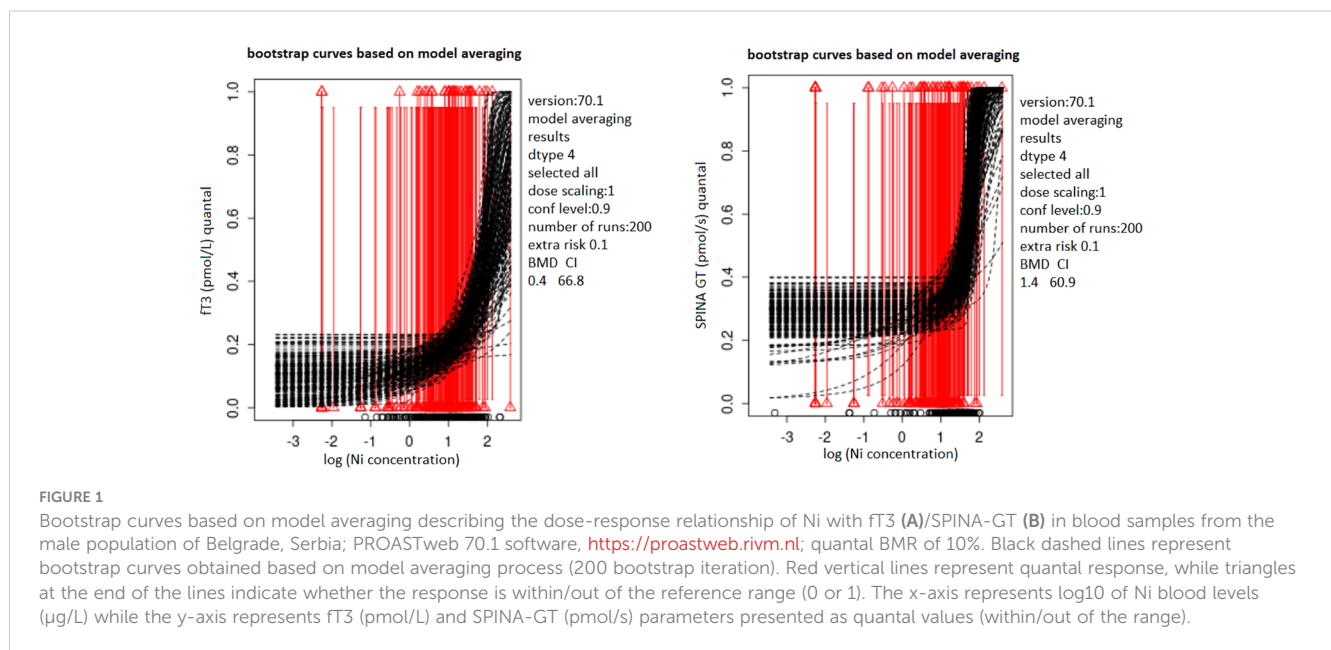 bootstrap curves based on model averaging
fT3 (pmol/L) quantal
0.0 0.2 0.4 0.6 0.8 1.0
-3 -2 -1 0 1 2
log (Ni concentration)
version:70.1
model averaging
results
dtype 4
selected all
dose scaling:1
conf level:0.9
number of runs:200
extra risk 0.1
BMD CI
0.4 66.8
bootstrap curves based on model averaging
SPINA GT (pmol/s) quantal
0.0 0.2 0.4 0.6 0.8 1.0
-3 -2 -1 0 1 2
log (Ni concentration)
version:70.1
model averaging
results
dtype 4
selected all
dose scaling:1
conf level:0.9
number of runs:200
extra risk 0.1
BMD CI
1.4 60.9
FIGURE 1
Bootstrap curves based on model averaging describing the dose-response relationship of Ni with fT3 (A)/SPINA-GT (B) in blood samples from the
male population of Belgrade, Serbia; PROASTweb 70.1 software, https://proastweb.rivm.nl; quantal BMR of 10%. Black dashed lines represent
bootstrap curves obtained based on model averaging process (200 bootstrap iteration). Red vertical lines represent quantal response, while triangles
at the end of the lines indicate whether the response is within/out of the reference range (0 or 1). The x-axis represents log10 of Ni blood levels
(µg/L) while the y-axis represents fT3 (pmol/L) and SPINA-GT (pmol/s) parameters presented as quantal values (within/out of the range).